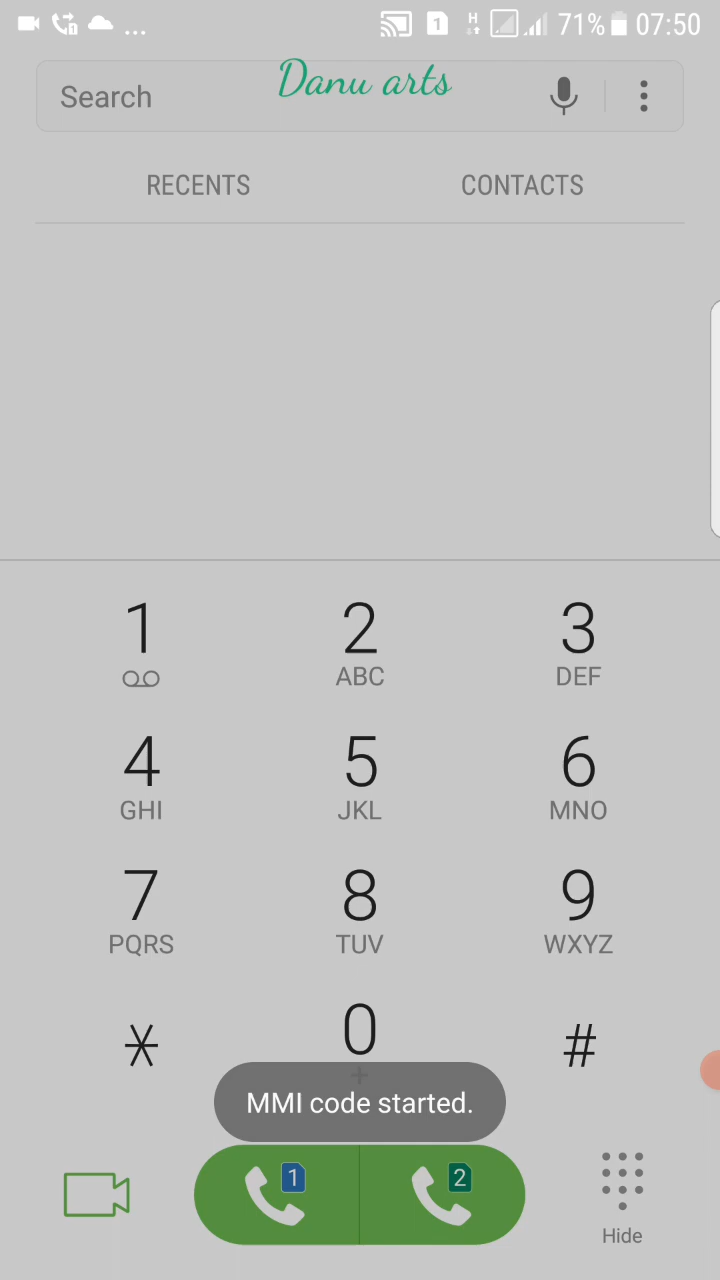 ... 1 H 71% 07:50
Danu arts
Search
RECENTS CONTACTS
1 2 3
ABC DEF
4 5 6
GHI JKL MNO
7 8 9
PQRS TUV WXYZ
* 0 #
+
MMI code started.
1 2
Hide